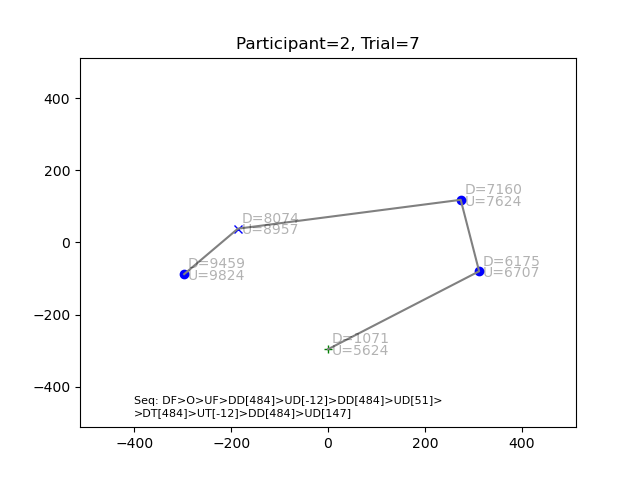 Participant=2, Trial=7
400
200
0
−200
−400
D=7160
U=7624
D=8074
U=8957
D=9459
U=9824
D=6175
U=6707
D=1071
U=5624
Seq: DF>O>UF>DD[484]>UD[-12]>DD[484]>UD[51]>
>DT[484]>UT[-12]>DD[484]>UD[147]
−400 −200 0 200 400